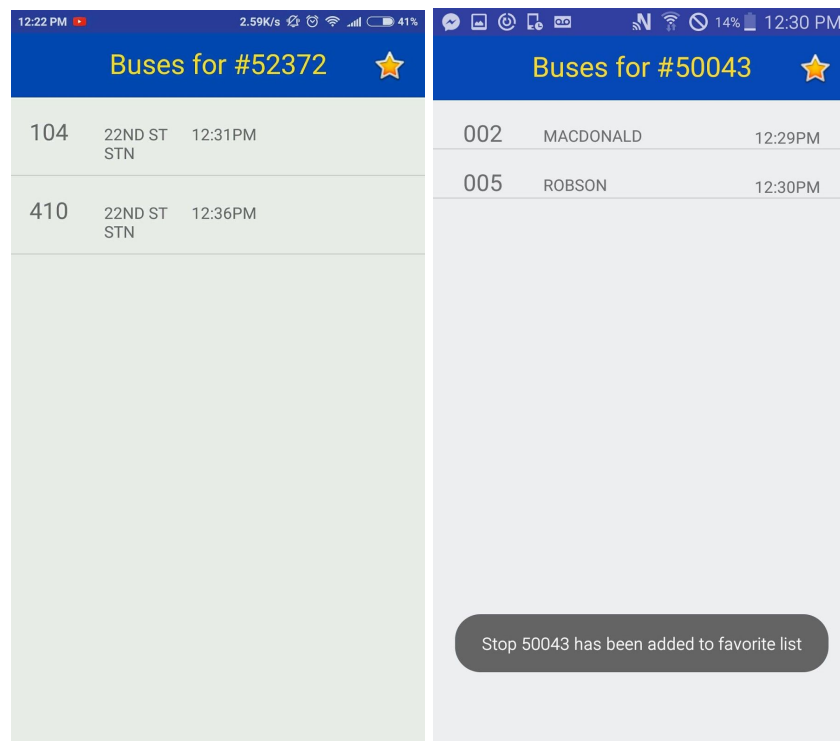 12:22 PM 2.59K/s 41%
Buses for #52372
104 22ND ST STN 12:31PM
410 22ND ST STN 12:36PM
14% 12:30 PM
Buses for #50043
002 MACDONALD 12:29PM
005 ROBSON 12:30PM
Stop 50043 has been added to favorite list